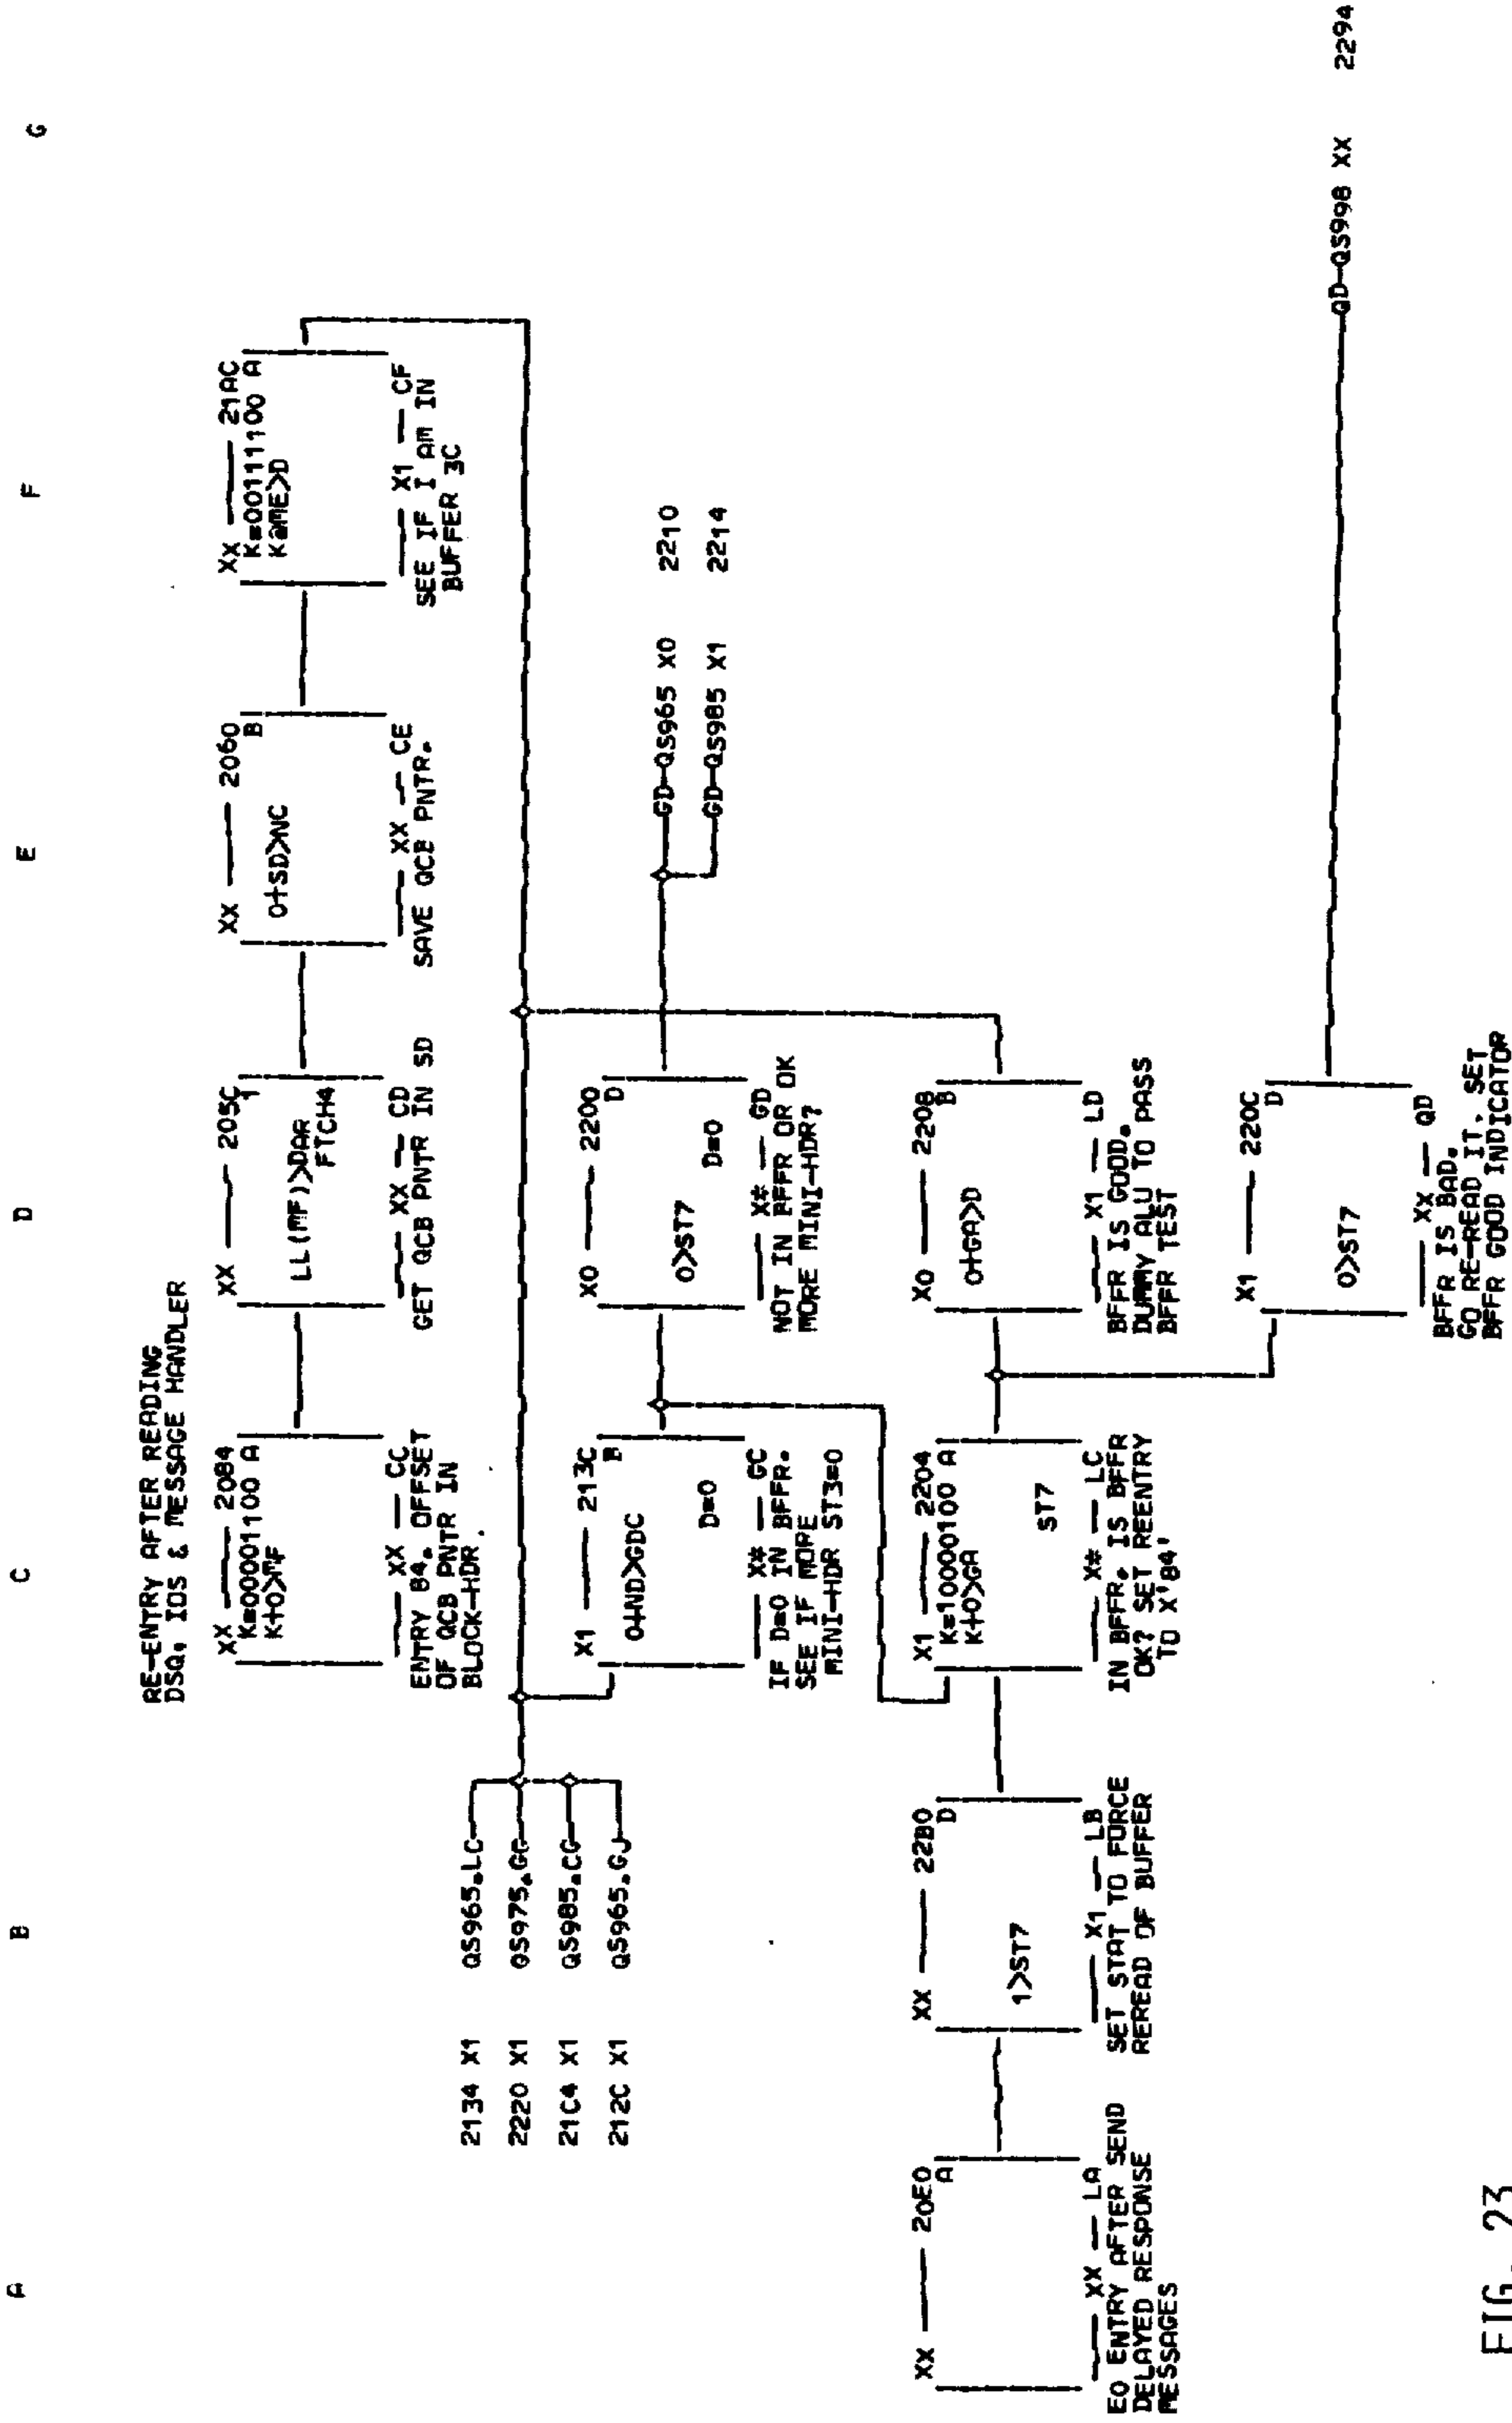 A B C D E F G
RE-ENTRY AFTER READING
DSQ, IOS & MESSAGE HANDLER
XX 2084
K=00001100 A
K+0>MF
XX CC
ENTRY 84. OFFSET
OF QCB PNTR IN
BLOCK-HDR.
XX 205C
1
LL(MF)>DAR
FTCH4
XX CD
GET QCB PNTR IN SD
XX 2060
B
0+SD>NC
XX CE
SAVE QCB PNTR.
XX 21AC
K=00111100 A
K@ME>D
X1 CF
SEE IF I AM IN
BUFFER 3C
2134 X1 QS965.LC
2220 X1 QS975.GC
21C4 X1 QS985.CG
212C X1 QS965.GJ
X1 213C
B
0+ND>GDC
D=0
X* GC
IF D=0 IN BFFR.
SEE IF MORE
MINI-HDR ST3=0
X0 2200
D
0>ST7
D=0
X* GD
NOT IN BFFR OR OK
MORE MINI-HDR?
GD-QS965 X0 2210
GD-QS985 X1 2214
XX 20E0
A
XX LA
E0 ENTRY AFTER SEND
DELAYED RESPONSE
MESSAGES
XX 22B0
D
1>ST7
X1 LB
SET STAT TO FORCE
REREAD OF BUFFER
X1 2204
K=10000100 A
K+0>GA
ST7
X* LC
IN BFFR. IS BFFR
OK? SET REENTRY
TO X'84'
X0 2208
B
0+GA>D
X1 LD
BFFR IS GOOD.
DUMMY ALU TO PASS
BFFR TEST
X1 220C
D
0>ST7
XX QD
BFFR IS BAD.
GO RE-READ IT. SET
BFFR GOOD INDICATOR
QD-QS998 XX 2294
FIG. 23